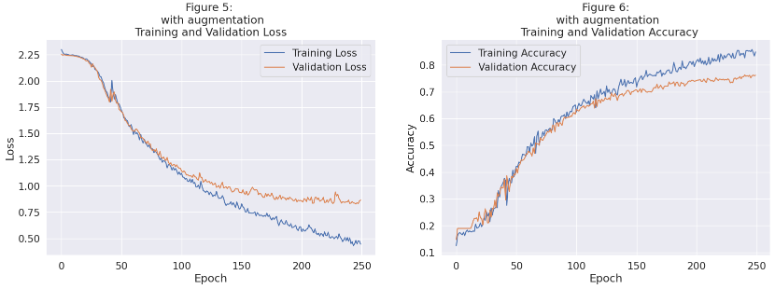 Figure 5:
with augmentation
Training and Validation Loss
Training Loss
Validation Loss
2.25
2.00
1.75
1.50
1.25
1.00
0.75
0.50
Loss
0 50 100 150 200 250
Epoch
Figure 6:
with augmentation
Training and Validation Accuracy
Training Accuracy
Validation Accuracy
0.8
0.7
0.6
0.5
0.4
0.3
0.2
0.1
Accuracy
0 50 100 150 200 250
Epoch